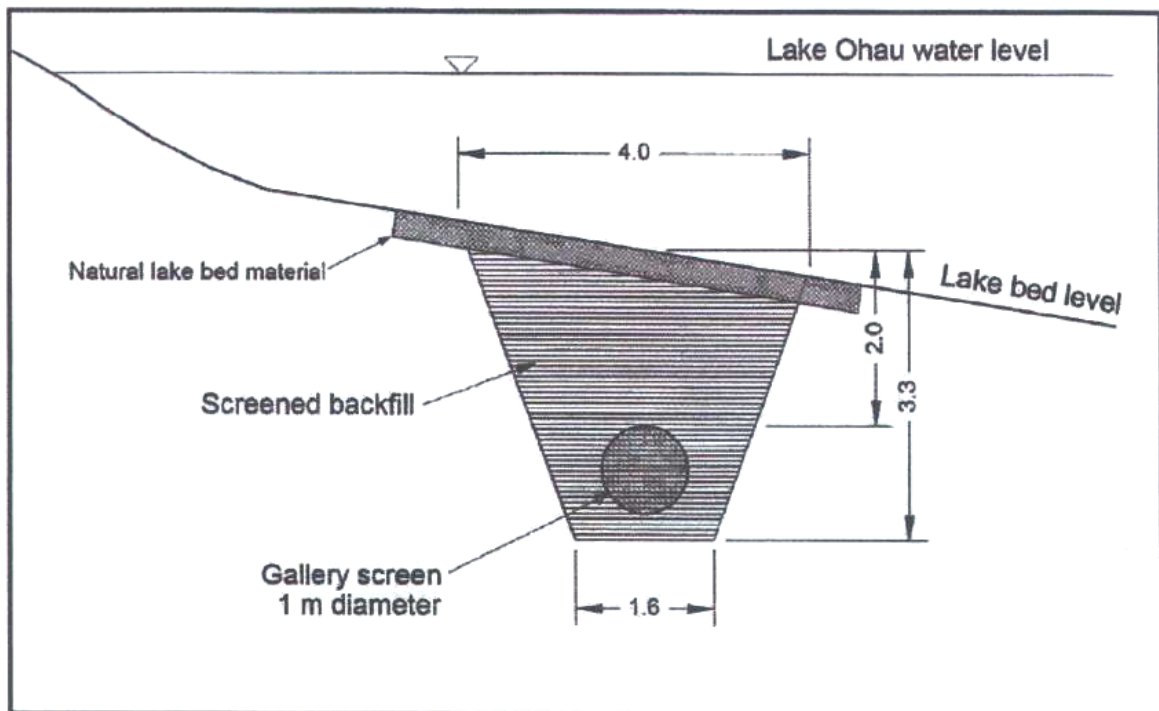 Lake Ohau water level
4.0
Natural lake bed material
Lake bed level
2.0
3.3
Screened backfill
Gallery screen
1 m diameter
1.6